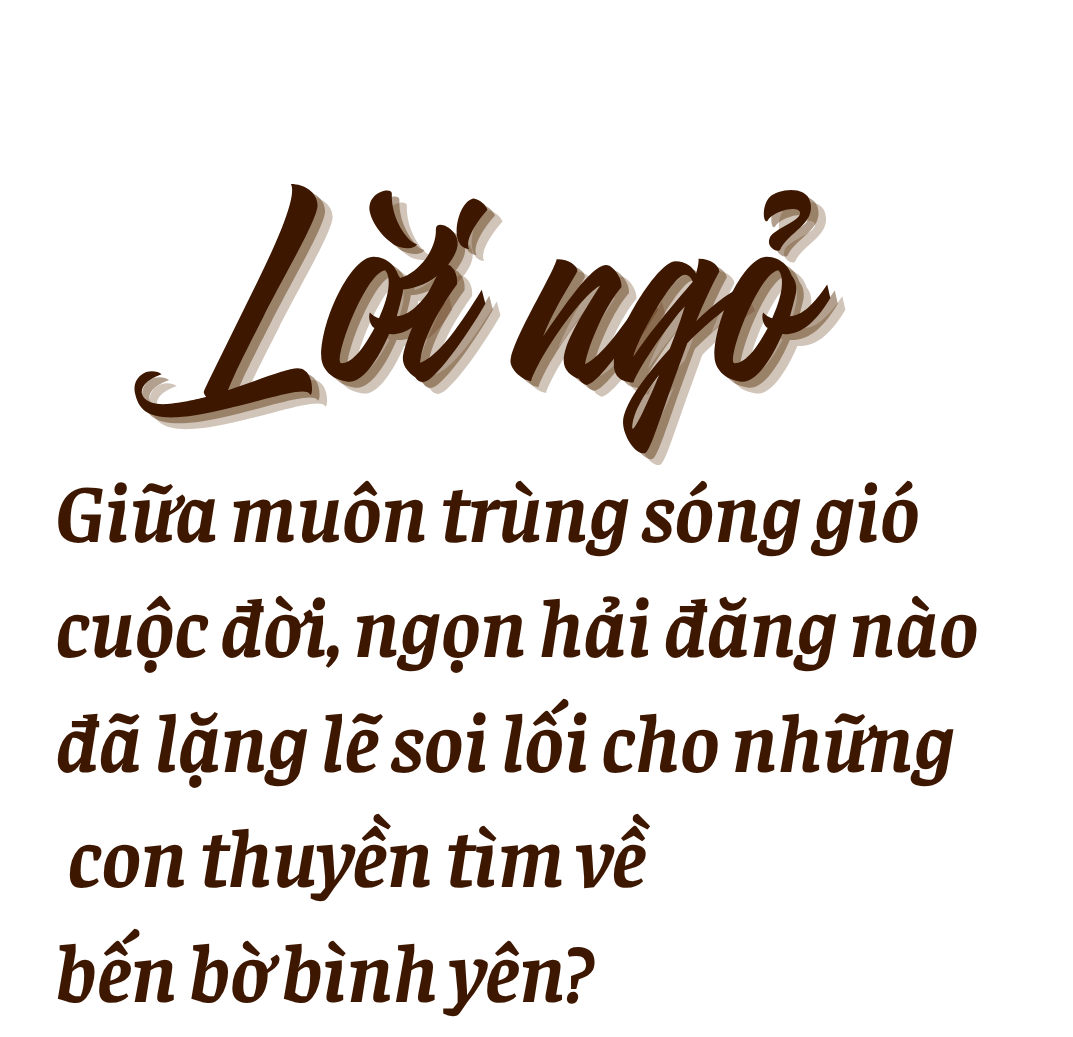 Lời ngỏ
Giữa muôn trùng sóng gió
cuộc đời, ngọn hải đăng nào
đã lặng lẽ soi lối cho những
con thuyền tìm về
bến bờ bình yên?